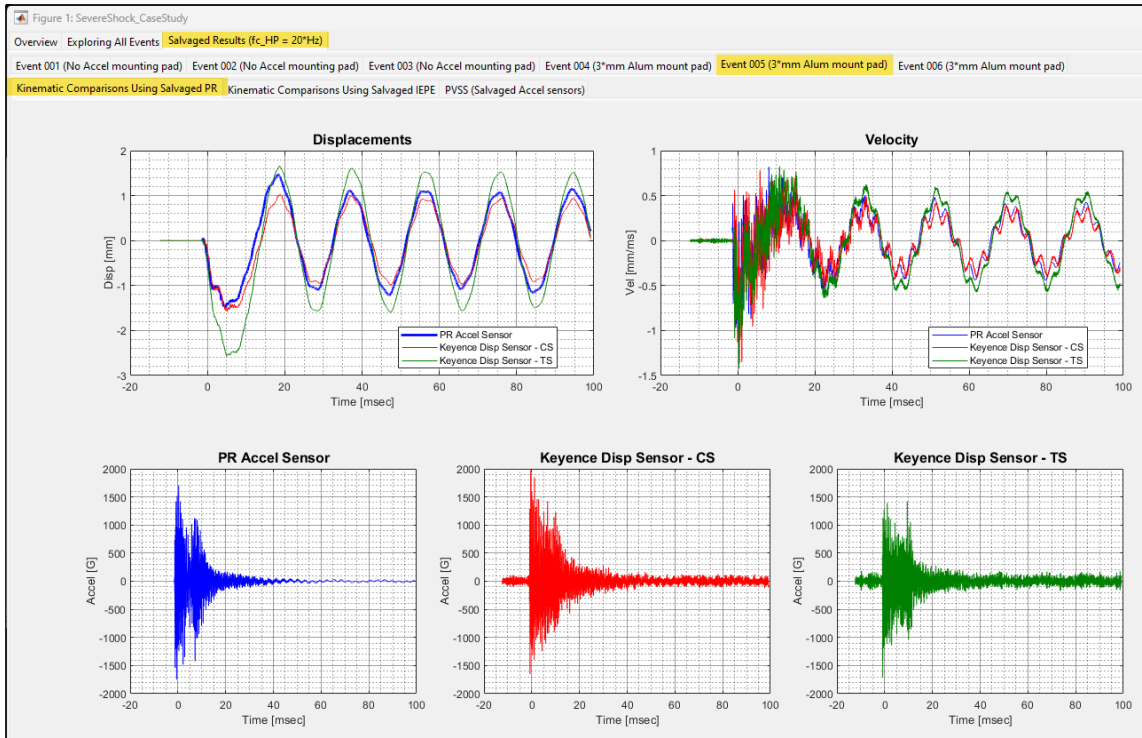 Figure 1: SevereShock_CaseStudy
Overview Exploring All Events Salvaged Results (fc_HP = 20*Hz)
Event 001 (No Accel mounting pad) Event 002 (No Accel mounting pad) Event 003 (No Accel mounting pad) Event 004 (3*mm Alum mount pad) Event 005 (3*mm Alum mount pad) Event 006 (3*mm Alum mount pad)
Kinematic Comparisons Using Salvaged PR Kinematic Comparisons Using Salvaged IEPE PVSS (Salvaged Accel sensors)
Displacements
2
1
0
-1
-2
-3
Disp [mm]
PR Accel Sensor
Keyence Disp Sensor - CS
Keyence Disp Sensor - TS
-20 0 20 40 60 80 100
Time [msec]
Velocity
1
0.5
0
-0.5
-1
-1.5
Vel [mm/ms]
PR Accel Sensor
Keyence Disp Sensor - CS
Keyence Disp Sensor - TS
-20 0 20 40 60 80 100
Time [msec]
PR Accel Sensor
2000
1500
1000
500
0
-500
-1000
-1500
-2000
Accel [G]
-20 0 20 40 60 80 100
Time [msec]
Keyence Disp Sensor - CS
2000
1500
1000
500
0
-500
-1000
-1500
-2000
Accel [G]
-20 0 20 40 60 80 100
Time [msec]
Keyence Disp Sensor - TS
2000
1500
1000
500
0
-500
-1000
-1500
-2000
Accel [G]
-20 0 20 40 60 80 100
Time [msec]